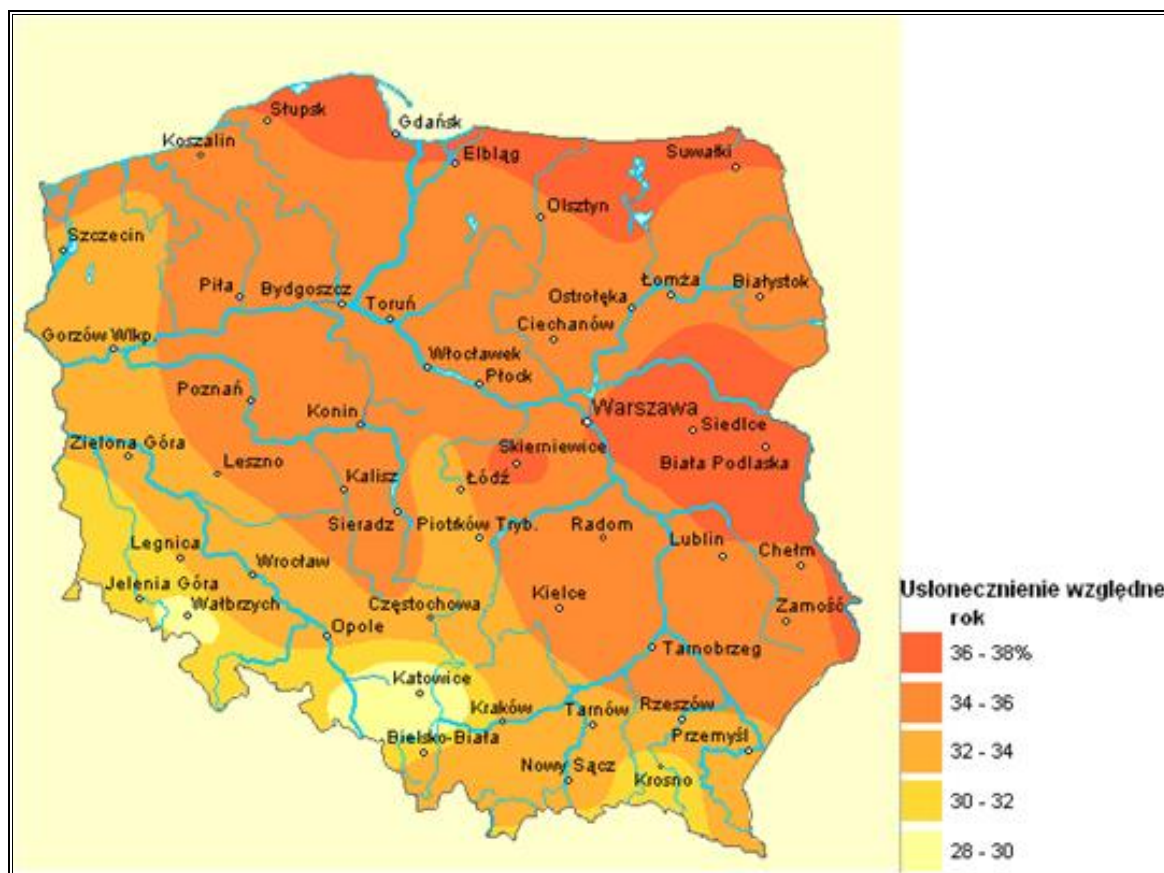 Słupsk
Gdańsk
Koszalin
Elbląg
Suwałki
Olsztyn
Szczecin
Piła
Bydgoszcz
Toruń
Łomża
Białystok
Ostrołęka
Ciechanów
Gorzów Wlkp.
Włocławek
Płock
Poznań
Konin
Warszawa
Siedlce
Skierniewice
Biała Podlaska
Zielona Góra
Leszno
Kalisz
Łódź
Sieradz
Piotrków Tryb.
Radom
Lublin
Chełm
Legnica
Wrocław
Jelenia Góra
Wałbrzych
Kielce
Zamość
Częstochowa
Opole
Tarnobrzeg
Katowice
Kraków
Tarnów
Rzeszów
Bielsko-Biała
Przemyśl
Nowy Sącz
Krosno
Usłonecznienie względne
rok
36 - 38%
34 - 36
32 - 34
30 - 32
28 - 30